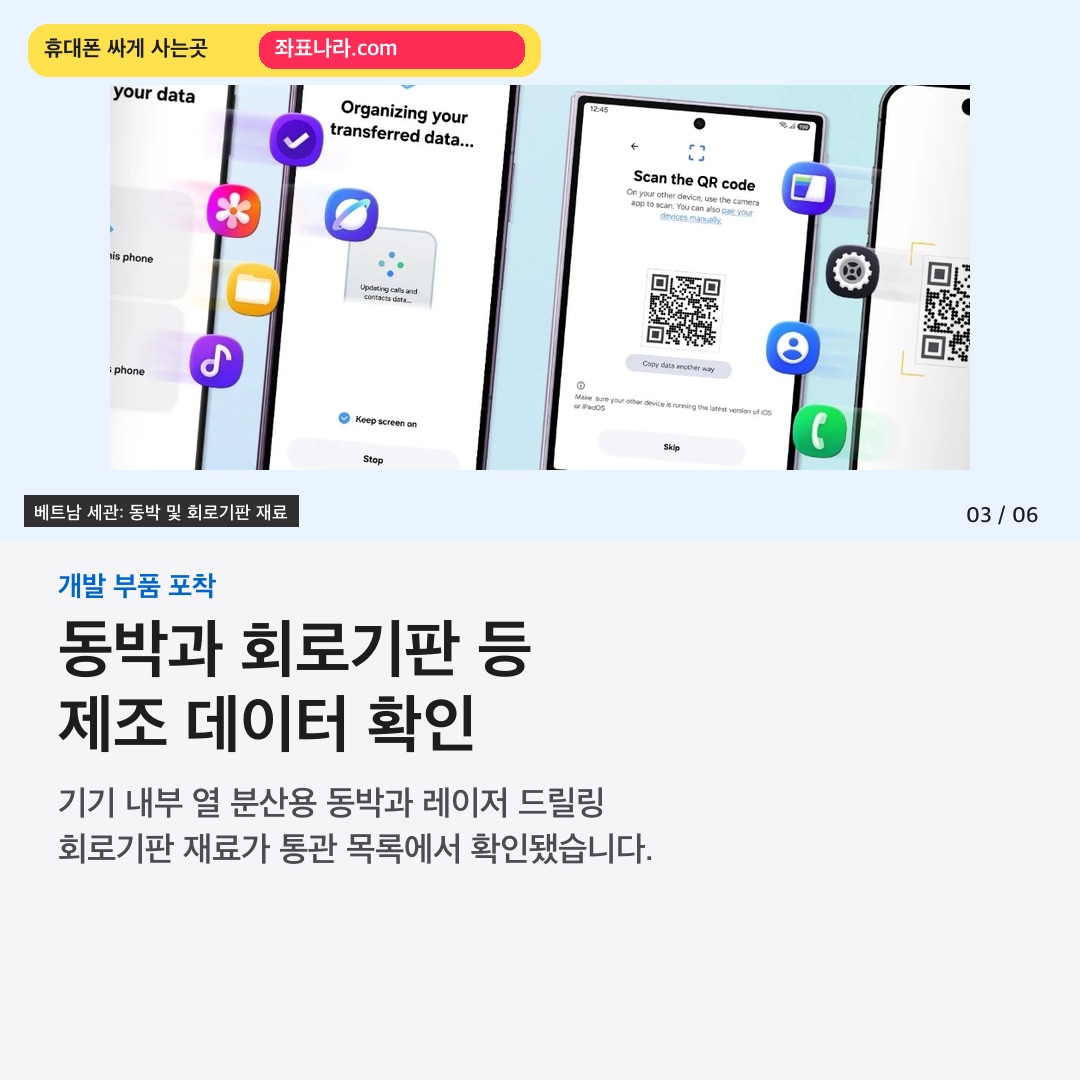 휴대폰 싸게 사는곳
좌표나라.com
your data
his phone
s phone
Organizing your
transferred data...
Updating calls and
contacts data...
Keep screen on
Stop
12:45
100
Scan the QR code
On your other device, use the camera
app to scan. You can also pair your
devices manually.
Copy data another way
Make sure your other device is running the latest version of iOS
or iPadOS
Skip
베트남 세관: 동박 및 회로기판 재료
03 / 06
개발 부품 포착
동박과 회로기판 등
제조 데이터 확인
기기 내부 열 분산용 동박과 레이저 드릴링
회로기판 재료가 통관 목록에서 확인됐습니다.